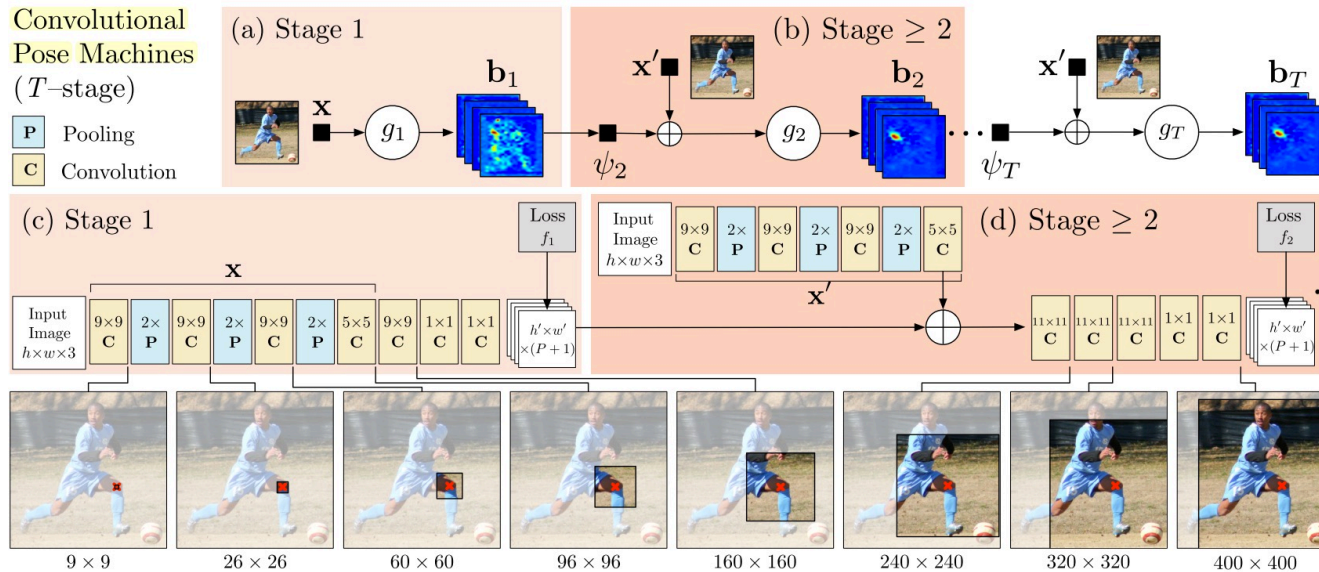 Convolutional
Pose Machines
(T–stage)
P Pooling
C Convolution
(a) Stage 1
x
g₁
b₁
(b) Stage ≥ 2
ψ₂
x′
g₂
b₂
• • •
ψ_T
x′
g_T
b_T
(c) Stage 1
x
Input
Image
h×w×3
9×9
C
2×
P
9×9
C
2×
P
9×9
C
2×
P
5×5
C
9×9
C
1×1
C
1×1
C
Loss
f₁
h′×w′
×(P+1)
Input
Image
h×w×3
9×9
C
2×
P
9×9
C
2×
P
9×9
C
2×
P
5×5
C
x′
(d) Stage ≥ 2
11×11
C
11×11
C
11×11
C
1×1
C
1×1
C
Loss
f₂
h′×w′
×(P+1)
9 × 9
26 × 26
60 × 60
96 × 96
160 × 160
240 × 240
320 × 320
400 × 400